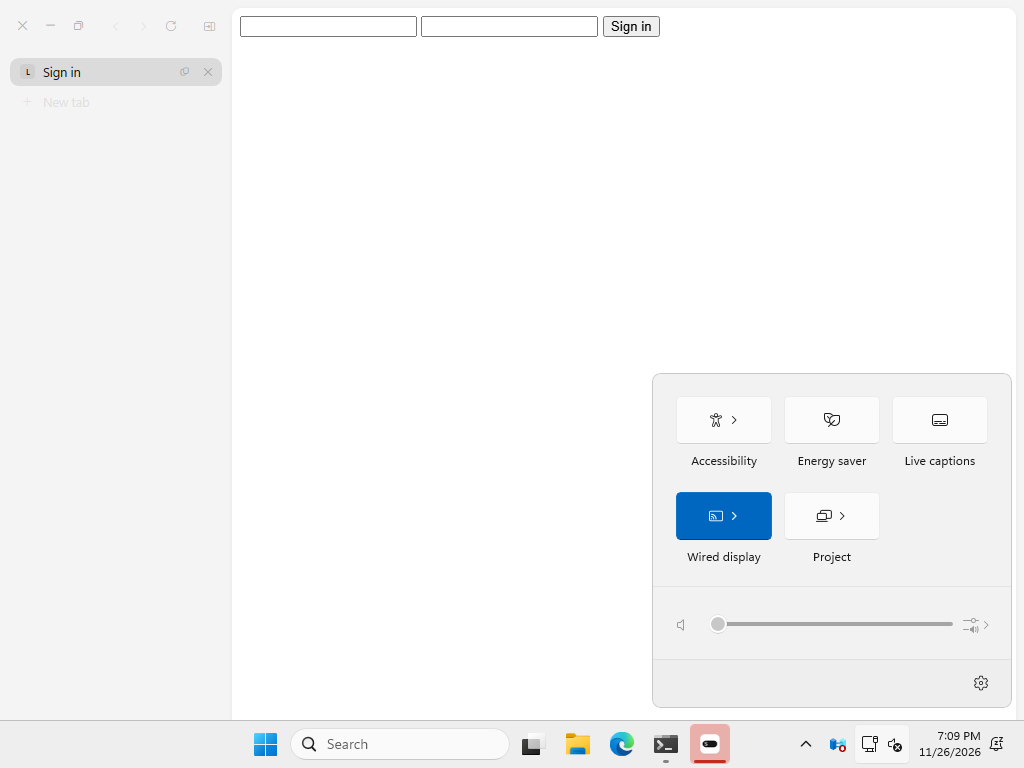 Sign in
L Sign in
New tab
Accessibility
Energy saver
Live captions
Wired display
Project
Search
7:09 PM
11/26/2026